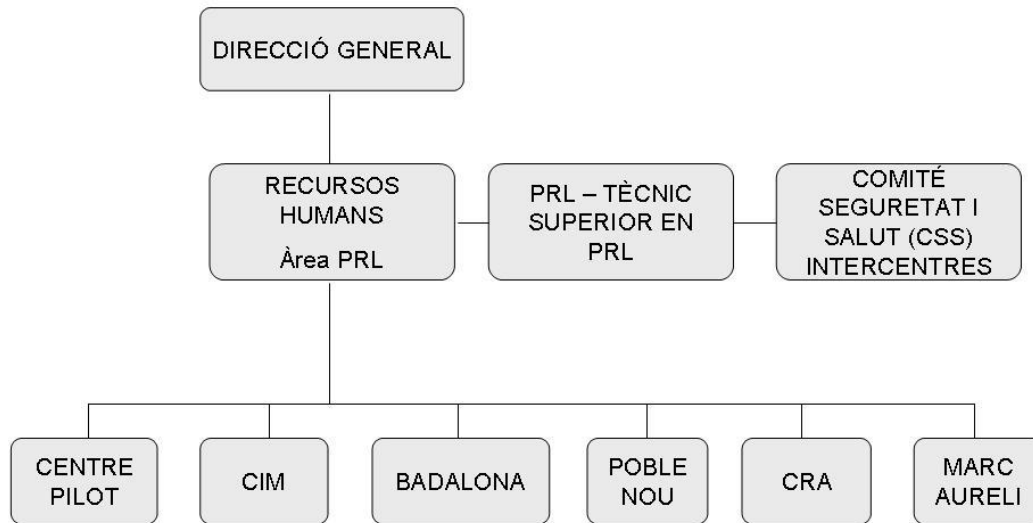 DIRECCIÓ GENERAL
RECURSOS
HUMANS
Àrea PRL
PRL – TÈCNIC
SUPERIOR EN
PRL
COMITÉ
SEGURETAT I
SALUT (CSS)
INTERCENTRES
CENTRE
PILOT
CIM
BADALONA
POBLE
NOU
CRA
MARC
AURELI